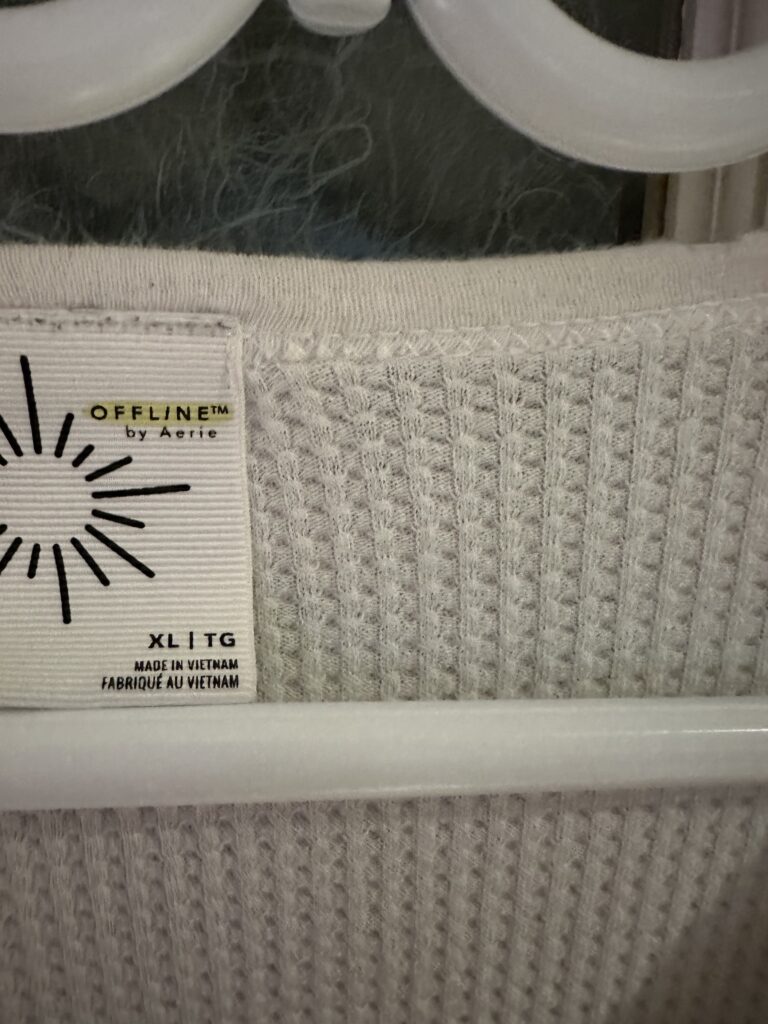 OFFLINE™
by Aerie
XL | TG
MADE IN VIETNAM
FABRIQUÉ AU VIETNAM